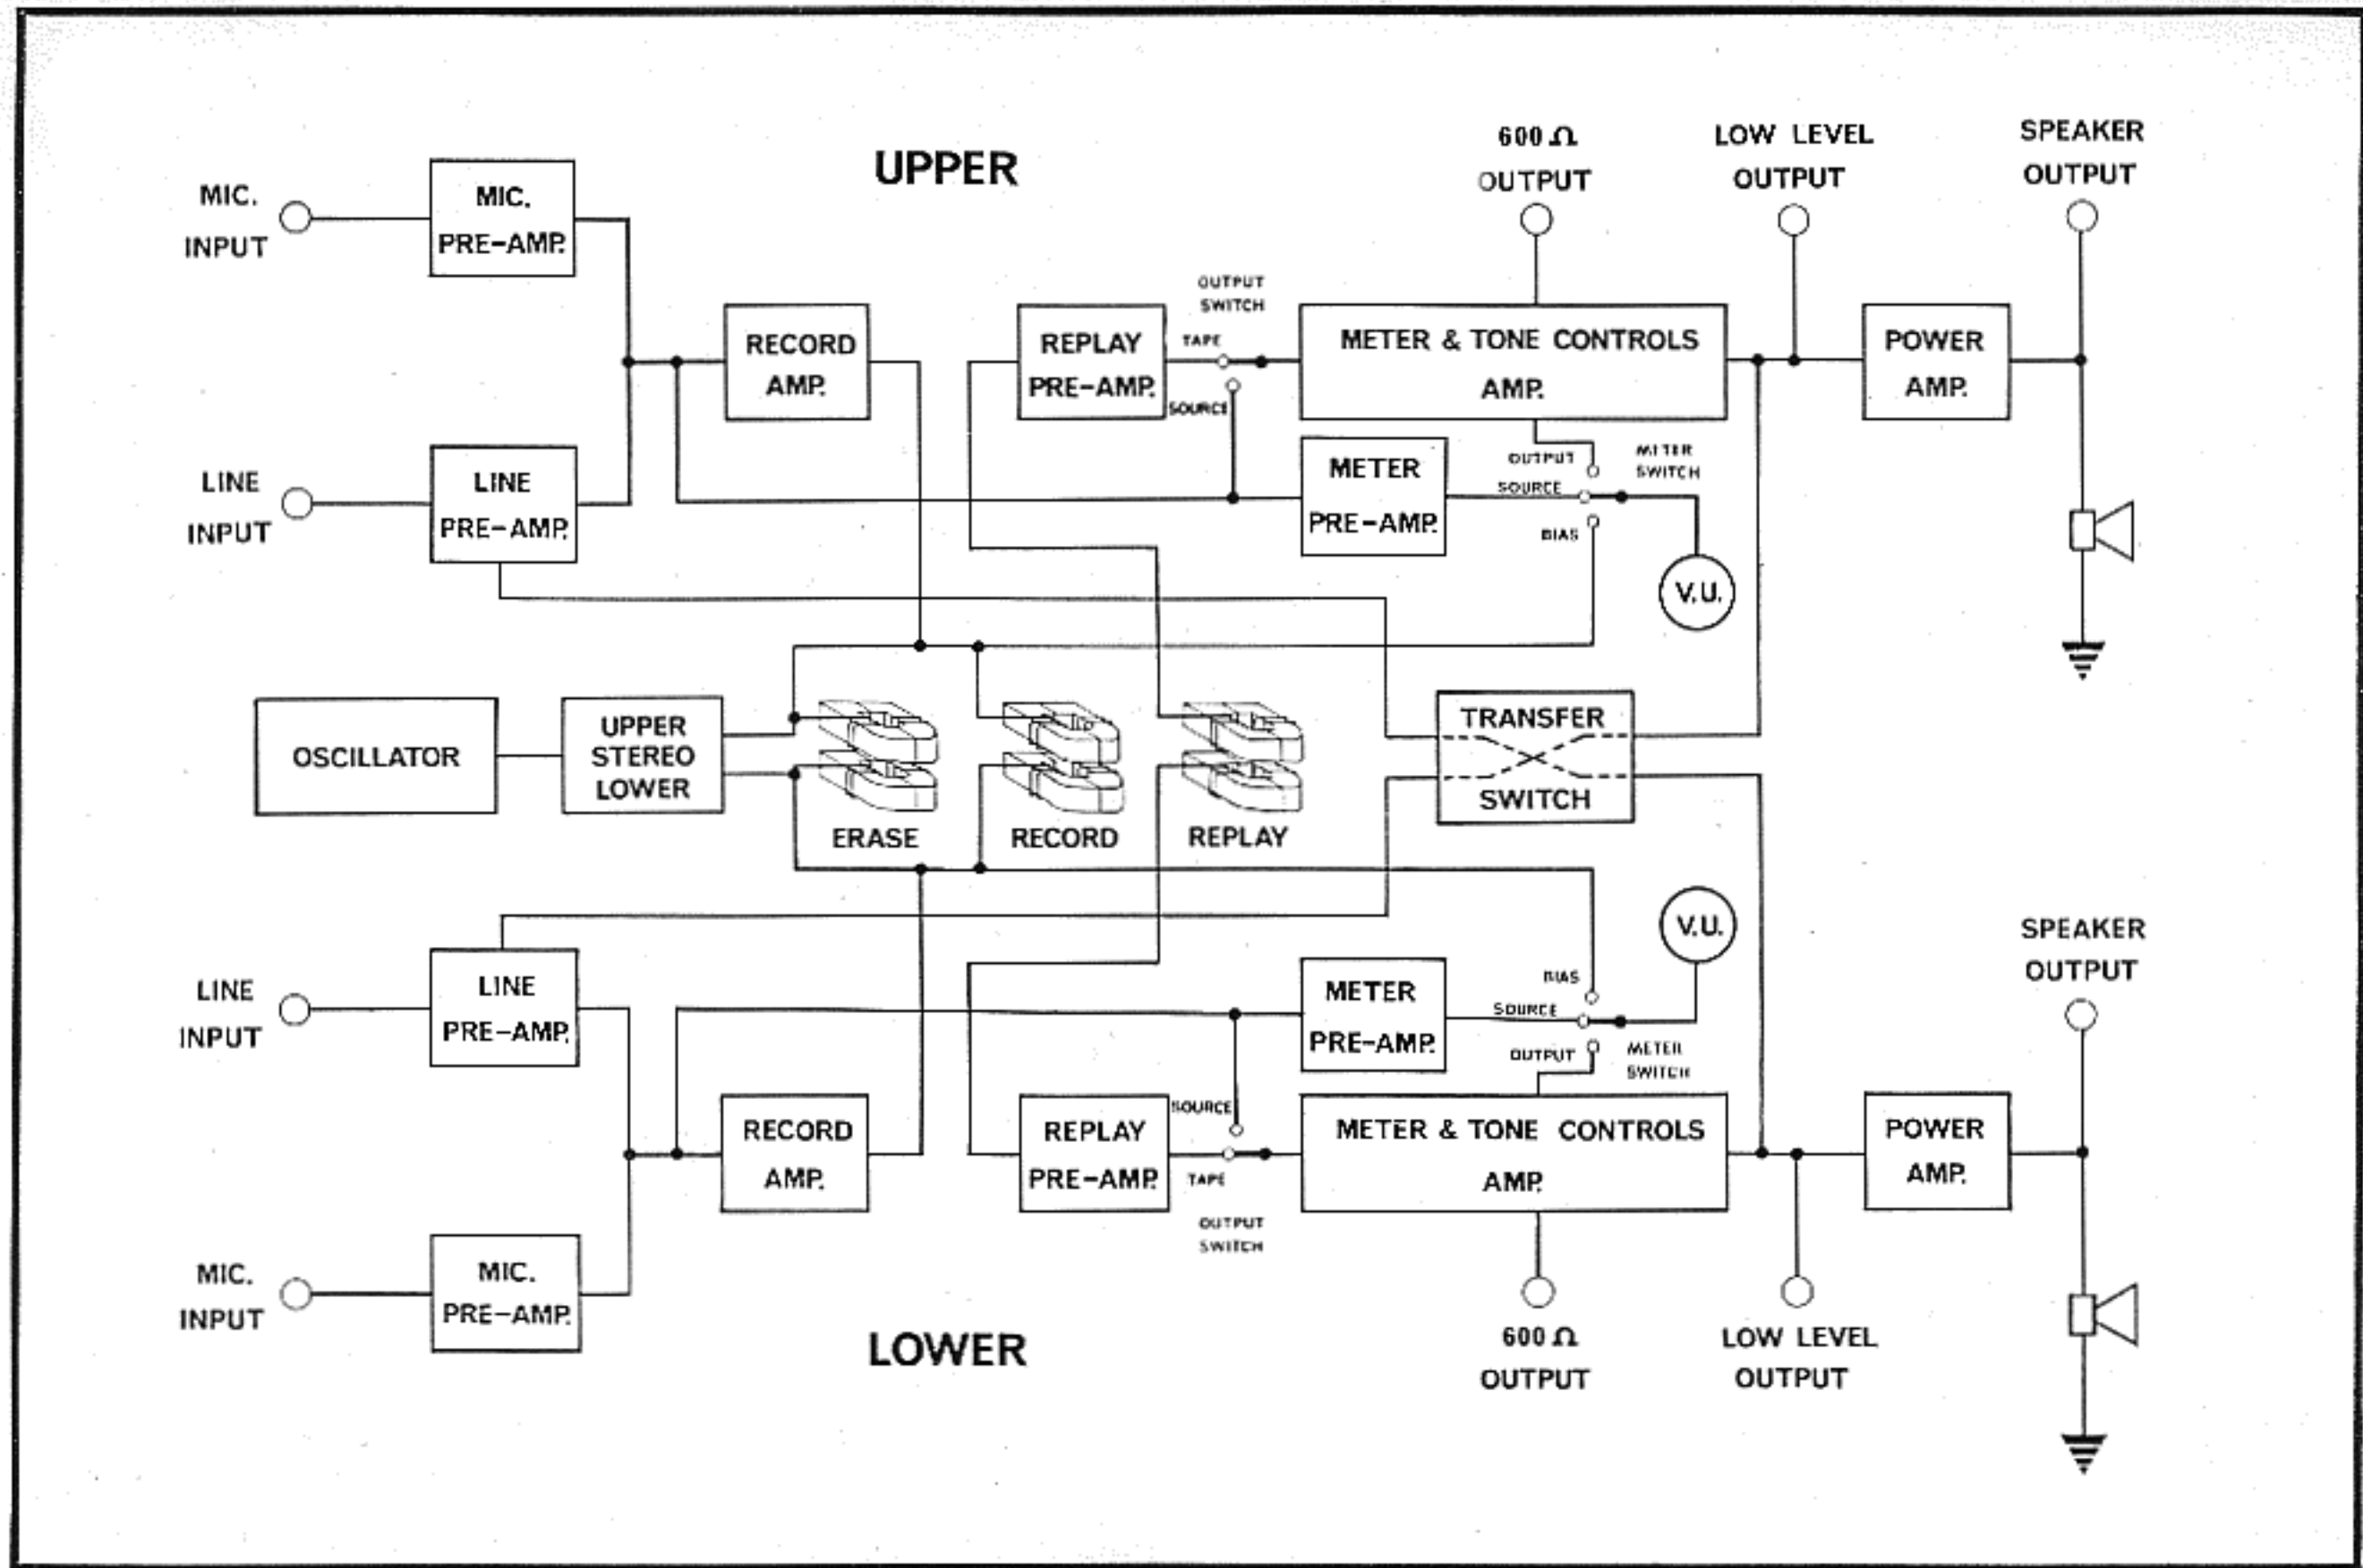 UPPER
MIC.
INPUT
MIC.
PRE-AMP.
LINE
INPUT
LINE
PRE-AMP.
RECORD
AMP.
REPLAY
PRE-AMP.
OUTPUT
SWITCH
TAPE
SOURCE
600 Ω
OUTPUT
LOW LEVEL
OUTPUT
SPEAKER
OUTPUT
METER & TONE CONTROLS
AMP.
POWER
AMP.
METER
PRE-AMP.
OUTPUT
SOURCE
BIAS
METER
SWITCH
V.U.
OSCILLATOR
UPPER
STEREO
LOWER
ERASE
RECORD
REPLAY
TRANSFER
SWITCH
V.U.
LINE
INPUT
LINE
PRE-AMP.
METER
PRE-AMP.
BIAS
SOURCE
OUTPUT
METER
SWITCH
SPEAKER
OUTPUT
RECORD
AMP.
REPLAY
PRE-AMP.
SOURCE
TAPE
OUTPUT
SWITCH
METER & TONE CONTROLS
AMP.
POWER
AMP.
MIC.
INPUT
MIC.
PRE-AMP.
LOWER
600 Ω
OUTPUT
LOW LEVEL
OUTPUT